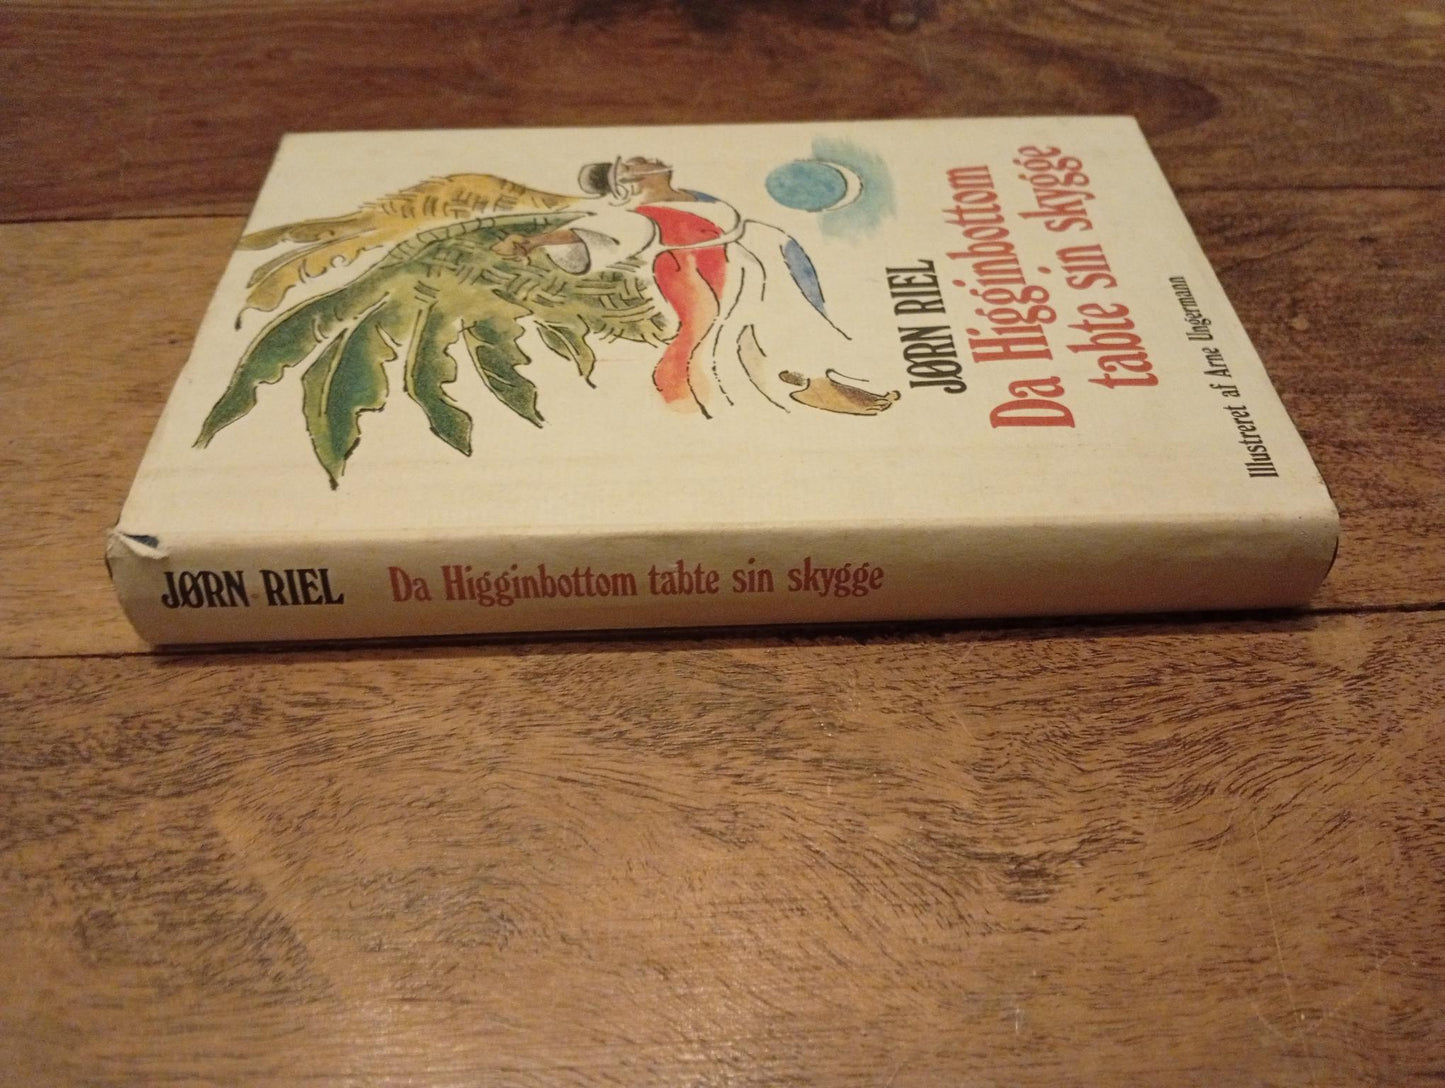 JØRN RIEL
Da Higginbottom
tabte sin skygge
Illustreret af Arne Ungermann
JØRN RIEL Da Higginbottom tabte sin skygge